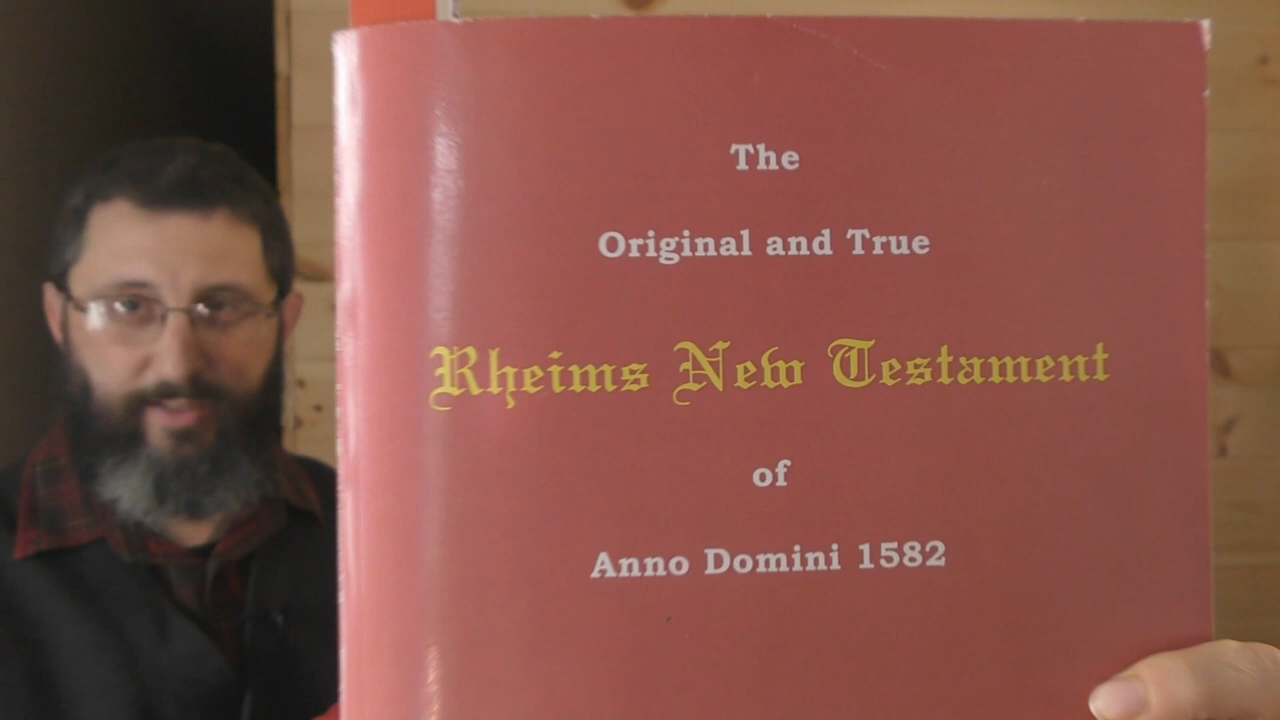 The
Original and True
Rheims New Testament
of
Anno Domini 1582